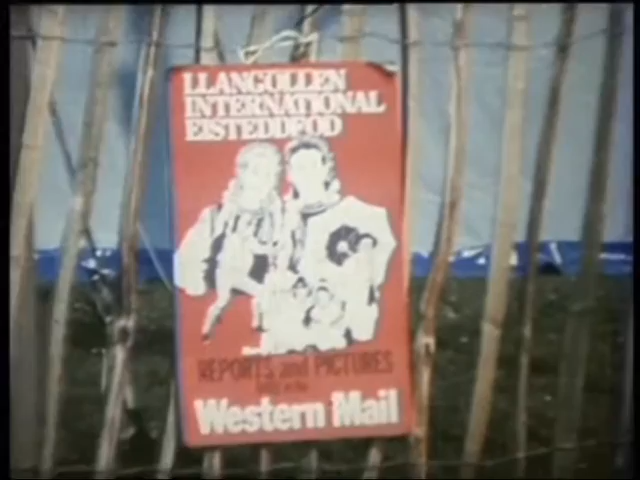 LLANGOLLEN
INTERNATIONAL
EISTEDDFOD
REPORTS and PICTURES
Western Mail